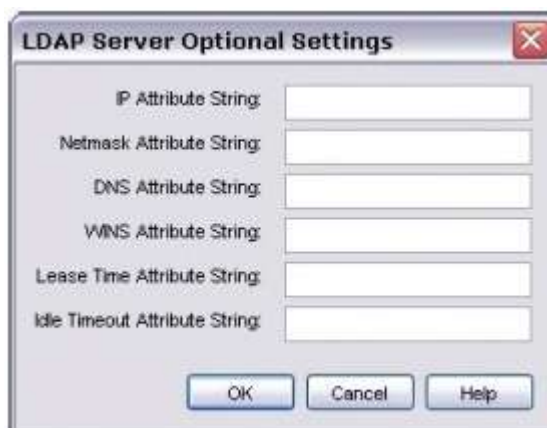 LDAP Server Optional Settings
IP Attribute String:
Netmask Attribute String:
DNS Attribute String:
WINS Attribute String:
Lease Time Attribute String:
Idle Timeout Attribute String:
OK Cancel Help